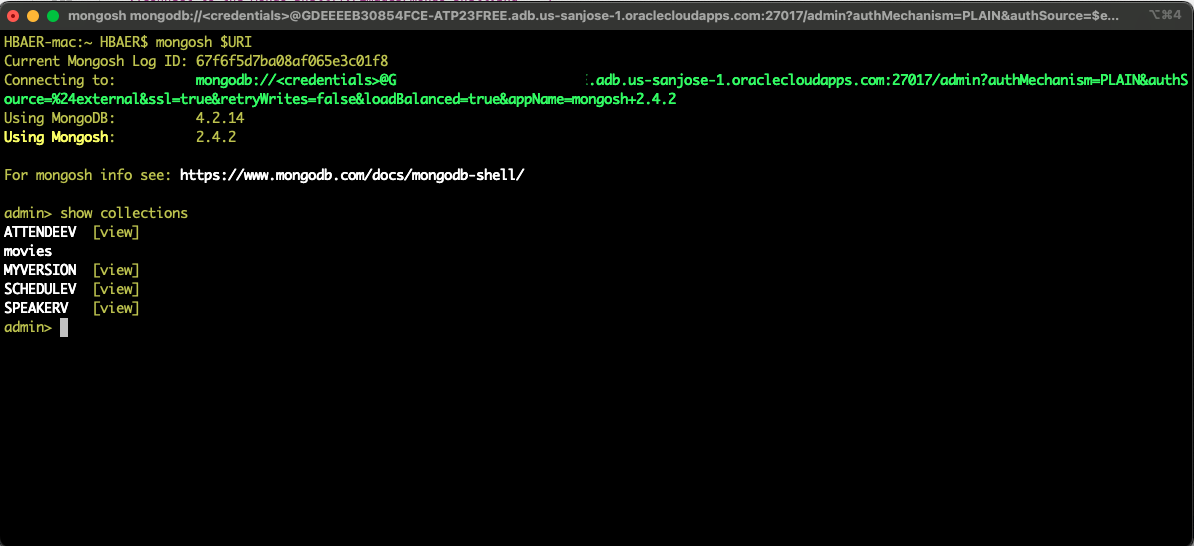 mongosh mongodb://<credentials>@GDEEEEB30854FCE-ATP23FREE.adb.us-sanjose-1.oraclecloudapps.com:27017/admin?authMechanism=PLAIN&authSource=$e... ⌥⌘4
HBAER-mac:~ HBAER$ mongosh $URI
Current Mongosh Log ID: 67f6f5d7ba08af065e3c01f8
Connecting to: mongodb://<credentials>@G .adb.us-sanjose-1.oraclecloudapps.com:27017/admin?authMechanism=PLAIN&authS
ource=%24external&ssl=true&retryWrites=false&loadBalanced=true&appName=mongosh+2.4.2
Using MongoDB: 4.2.14
Using Mongosh: 2.4.2
For mongosh info see: https://www.mongodb.com/docs/mongodb-shell/
admin> show collections
ATTENDEEV [view]
movies
MYVERSION [view]
SCHEDULEV [view]
SPEAKERV [view]
admin>